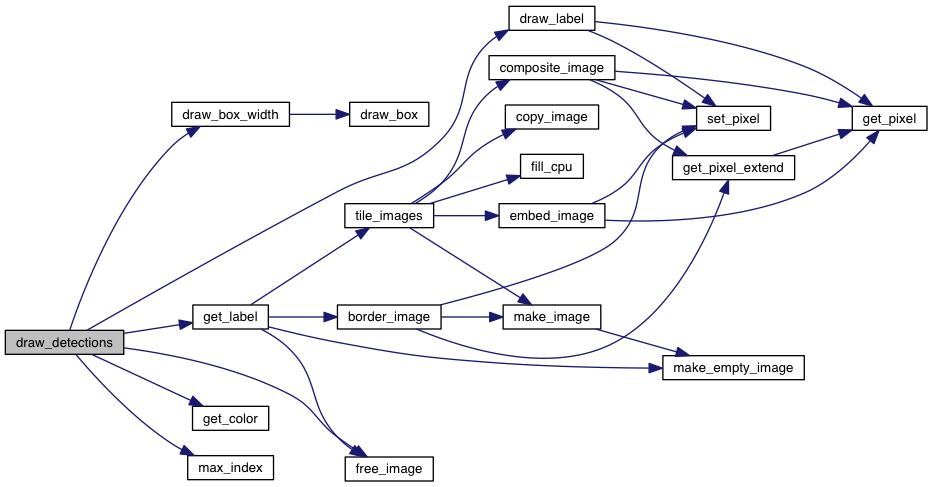 draw_label
composite_image
draw_box_width
draw_box
copy_image
set_pixel
get_pixel
fill_cpu
get_pixel_extend
tile_images
embed_image
get_label
border_image
make_image
draw_detections
make_empty_image
get_color
max_index
free_image